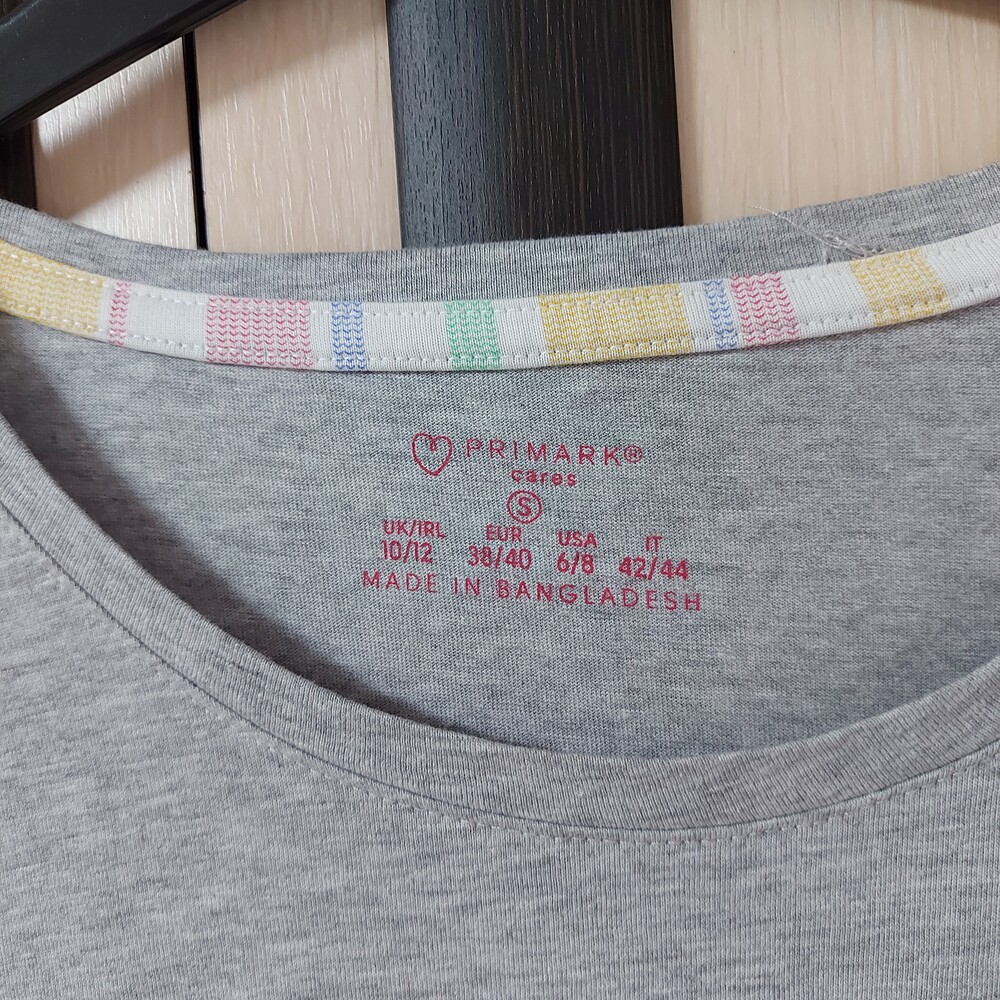 PRIMARK®
cares
S
UK/IRL EUR USA IT
10/12 38/40 6/8 42/44
MADE IN BANGLADESH